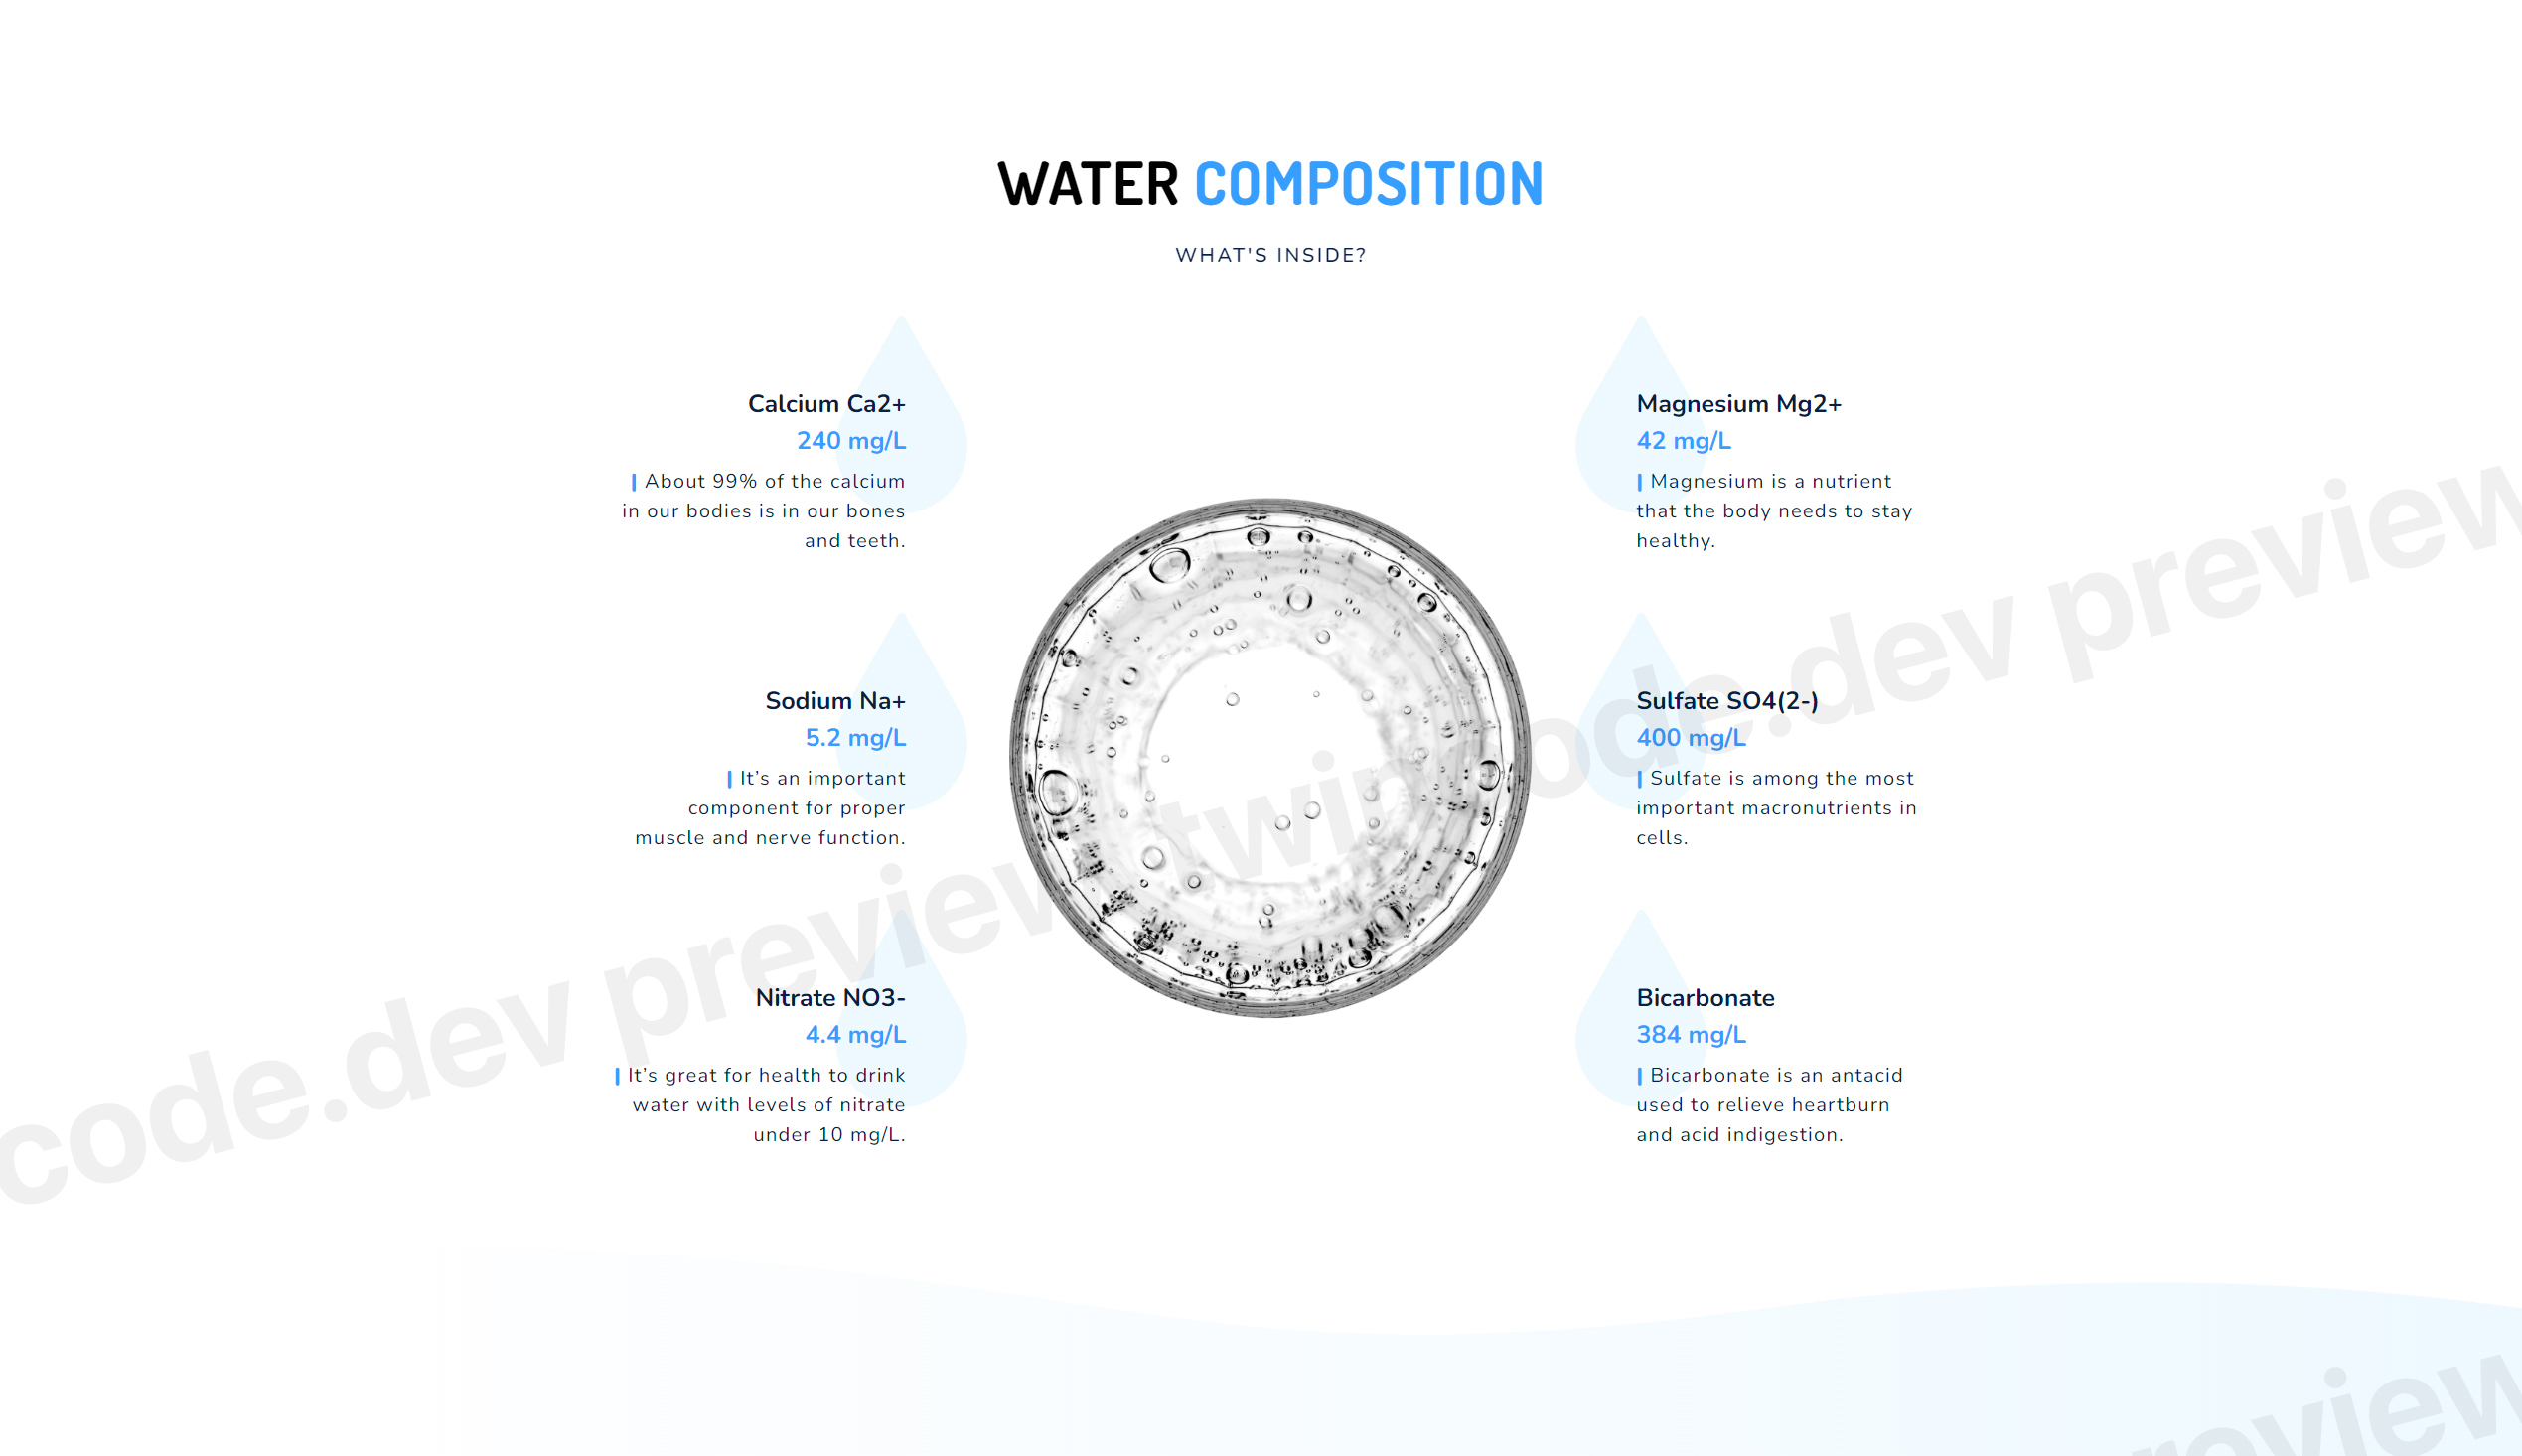 WATER COMPOSITION
WHAT'S INSIDE?
Calcium Ca2+
240 mg/L
About 99% of the calcium
in our bodies is in our bones
and teeth.
Sodium Na+
5.2 mg/L
It’s an important
component for proper
muscle and nerve function.
Nitrate NO3-
4.4 mg/L
It’s great for health to drink
water with levels of nitrate
under 10 mg/L.
Magnesium Mg2+
42 mg/L
Magnesium is a nutrient
that the body needs to stay
healthy.
Sulfate SO4(2-)
400 mg/L
Sulfate is among the most
important macronutrients in
cells.
Bicarbonate
384 mg/L
Bicarbonate is an antacid
used to relieve heartburn
and acid indigestion.
code.dev preview twincode.dev preview
preview